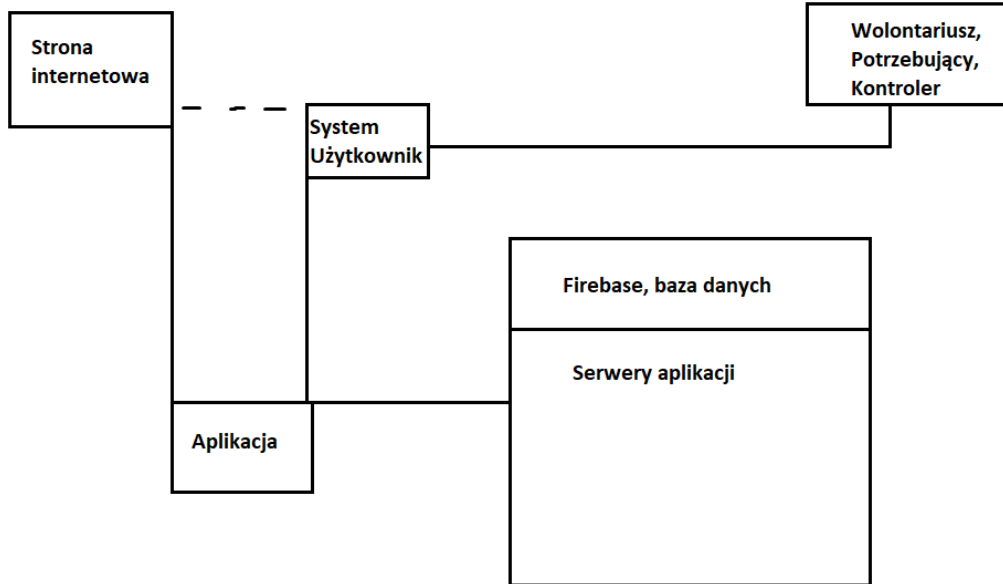 Strona
internetowa
Wolontariusz,
Potrzebujący,
Kontroler
System
Użytkownik
Firebase, baza danych
Serwery aplikacji
Aplikacja